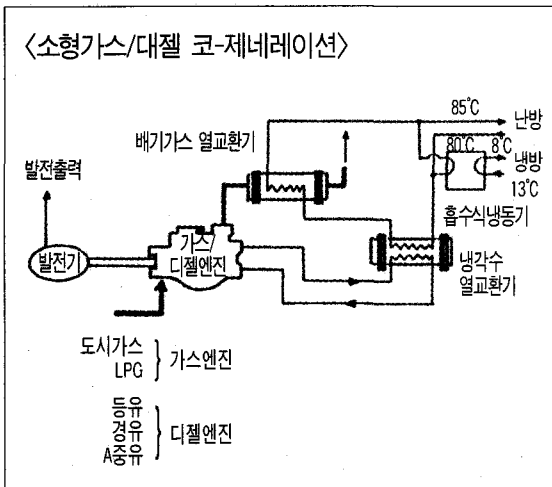 <소형가스/대젤 코-제네레이션>
85℃
난방
배기가스 열교환기
80℃
8℃
냉방
13℃
발전출력
흡수식냉동기
가스/
디젤엔진
발전기
냉각수
열교환기
도시가스
LPG
가스엔진
등유
경유
A중유
디젤엔진